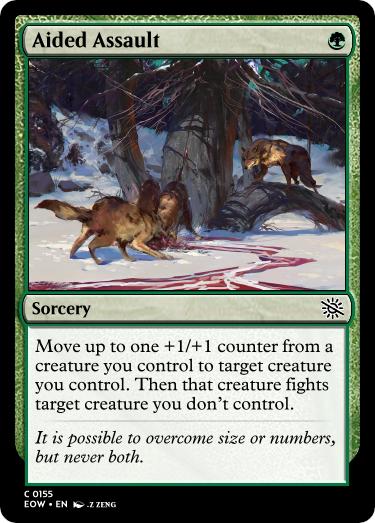 Aided Assault
Sorcery
Move up to one +1/+1 counter from a
creature you control to target creature
you control. Then that creature fights
target creature you don't control.
It is possible to overcome size or numbers,
but never both.
C 0155
EOW • EN Z ZENG